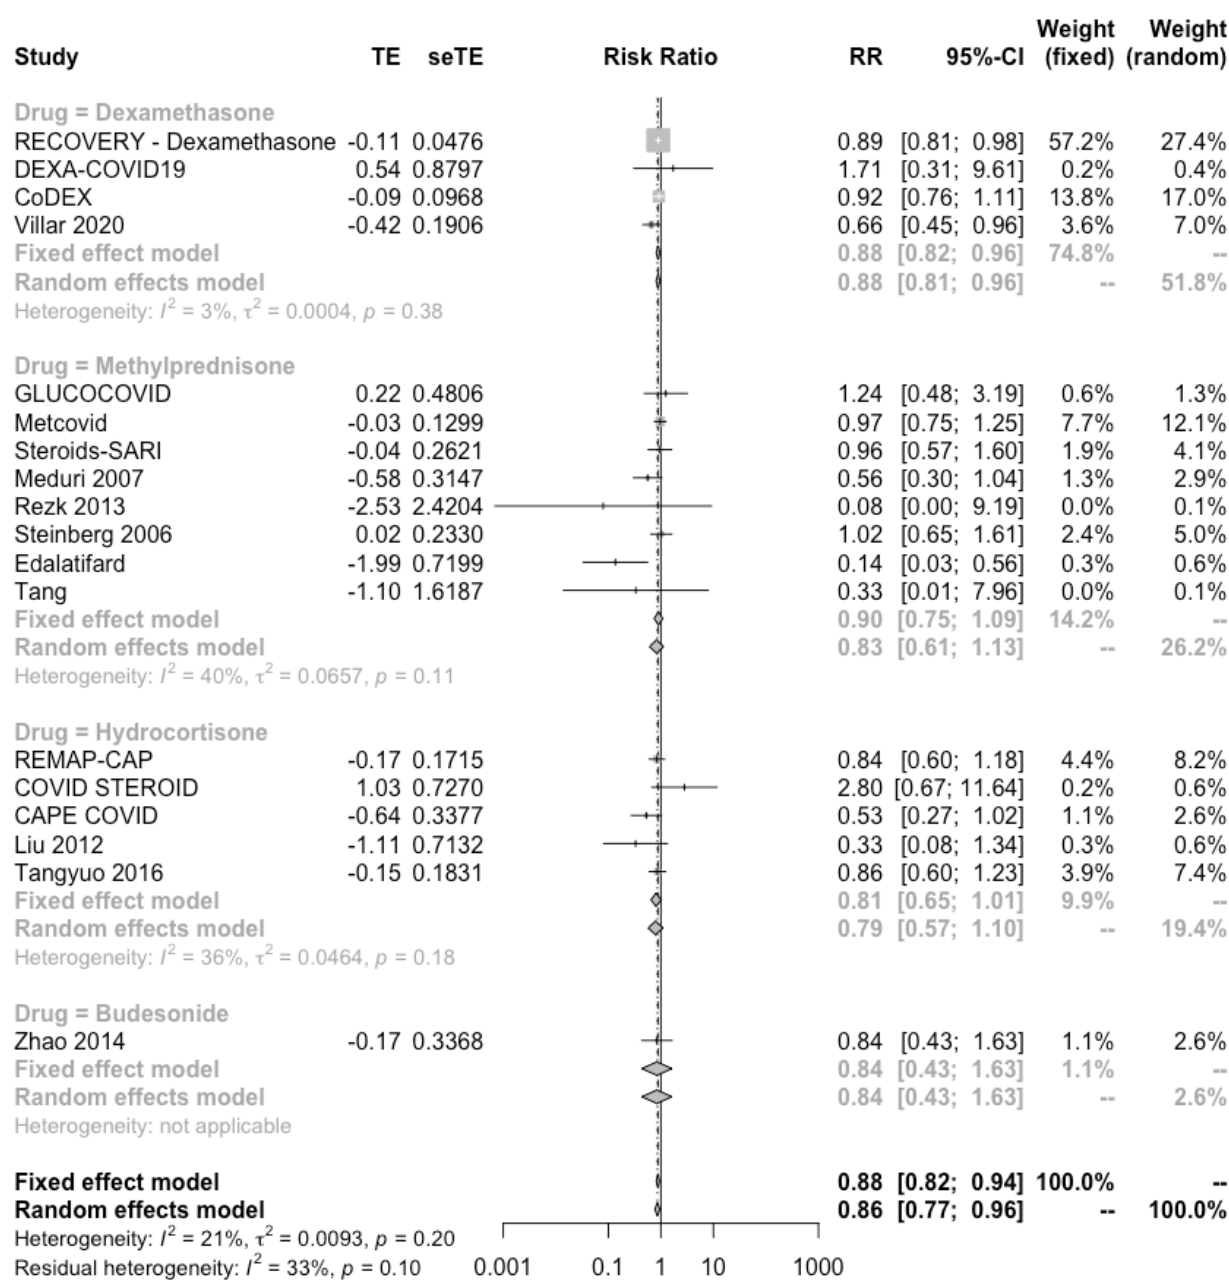 Weight Weight
Study TE seTE Risk Ratio RR 95%-CI (fixed) (random)
Drug = Dexamethasone
RECOVERY - Dexamethasone -0.11 0.0476 0.89 [0.81; 0.98] 57.2% 27.4%
DEXA-COVID19 0.54 0.8797 1.71 [0.31; 9.61] 0.2% 0.4%
CoDEX -0.09 0.0968 0.92 [0.76; 1.11] 13.8% 17.0%
Villar 2020 -0.42 0.1906 0.66 [0.45; 0.96] 3.6% 7.0%
Fixed effect model 0.88 [0.82; 0.96] 74.8% --
Random effects model 0.88 [0.81; 0.96] -- 51.8%
Heterogeneity: I² = 3%, τ² = 0.0004, p = 0.38
Drug = Methylprednisone
GLUCOCOVID 0.22 0.4806 1.24 [0.48; 3.19] 0.6% 1.3%
Metcovid -0.03 0.1299 0.97 [0.75; 1.25] 7.7% 12.1%
Steroids-SARI -0.04 0.2621 0.96 [0.57; 1.60] 1.9% 4.1%
Meduri 2007 -0.58 0.3147 0.56 [0.30; 1.04] 1.3% 2.9%
Rezk 2013 -2.53 2.4204 0.08 [0.00; 9.19] 0.0% 0.1%
Steinberg 2006 0.02 0.2330 1.02 [0.65; 1.61] 2.4% 5.0%
Edalatifard -1.99 0.7199 0.14 [0.03; 0.56] 0.3% 0.6%
Tang -1.10 1.6187 0.33 [0.01; 7.96] 0.0% 0.1%
Fixed effect model 0.90 [0.75; 1.09] 14.2% --
Random effects model 0.83 [0.61; 1.13] -- 26.2%
Heterogeneity: I² = 40%, τ² = 0.0657, p = 0.11
Drug = Hydrocortisone
REMAP-CAP -0.17 0.1715 0.84 [0.60; 1.18] 4.4% 8.2%
COVID STEROID 1.03 0.7270 2.80 [0.67; 11.64] 0.2% 0.6%
CAPE COVID -0.64 0.3377 0.53 [0.27; 1.02] 1.1% 2.6%
Liu 2012 -1.11 0.7132 0.33 [0.08; 1.34] 0.3% 0.6%
Tangyuo 2016 -0.15 0.1831 0.86 [0.60; 1.23] 3.9% 7.4%
Fixed effect model 0.81 [0.65; 1.01] 9.9% --
Random effects model 0.79 [0.57; 1.10] -- 19.4%
Heterogeneity: I² = 36%, τ² = 0.0464, p = 0.18
Drug = Budesonide
Zhao 2014 -0.17 0.3368 0.84 [0.43; 1.63] 1.1% 2.6%
Fixed effect model 0.84 [0.43; 1.63] 1.1% --
Random effects model 0.84 [0.43; 1.63] -- 2.6%
Heterogeneity: not applicable
Fixed effect model 0.88 [0.82; 0.94] 100.0% --
Random effects model 0.86 [0.77; 0.96] -- 100.0%
Heterogeneity: I² = 21%, τ² = 0.0093, p = 0.20
Residual heterogeneity: I² = 33%, p = 0.10 0.001 0.1 1 10 1000